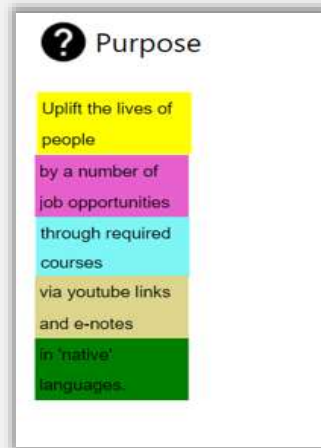 ? Purpose
Uplift the lives of
people
by a number of
job opportunities
through required
courses
via youtube links
and e-notes
in 'native'
languages.